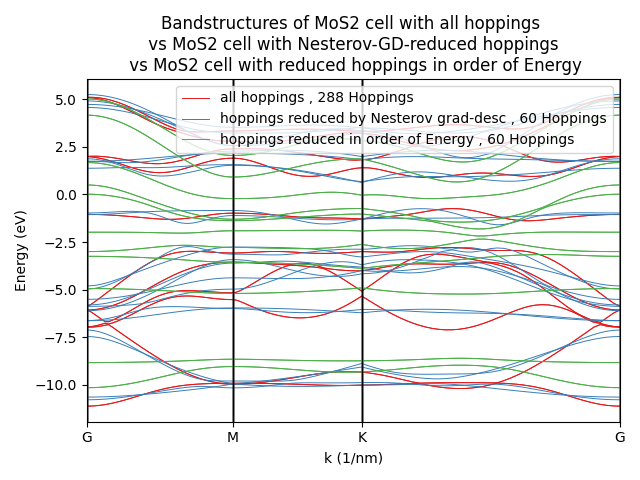 Bandstructures of MoS2 cell with all hoppings
vs MoS2 cell with Nesterov-GD-reduced hoppings
vs MoS2 cell with reduced hoppings in order of Energy
all hoppings , 288 Hoppings
hoppings reduced by Nesterov grad-desc , 60 Hoppings
hoppings reduced in order of Energy , 60 Hoppings
Energy (eV)
5.0
2.5
0.0
−2.5
−5.0
−7.5
−10.0
G M K G
k (1/nm)